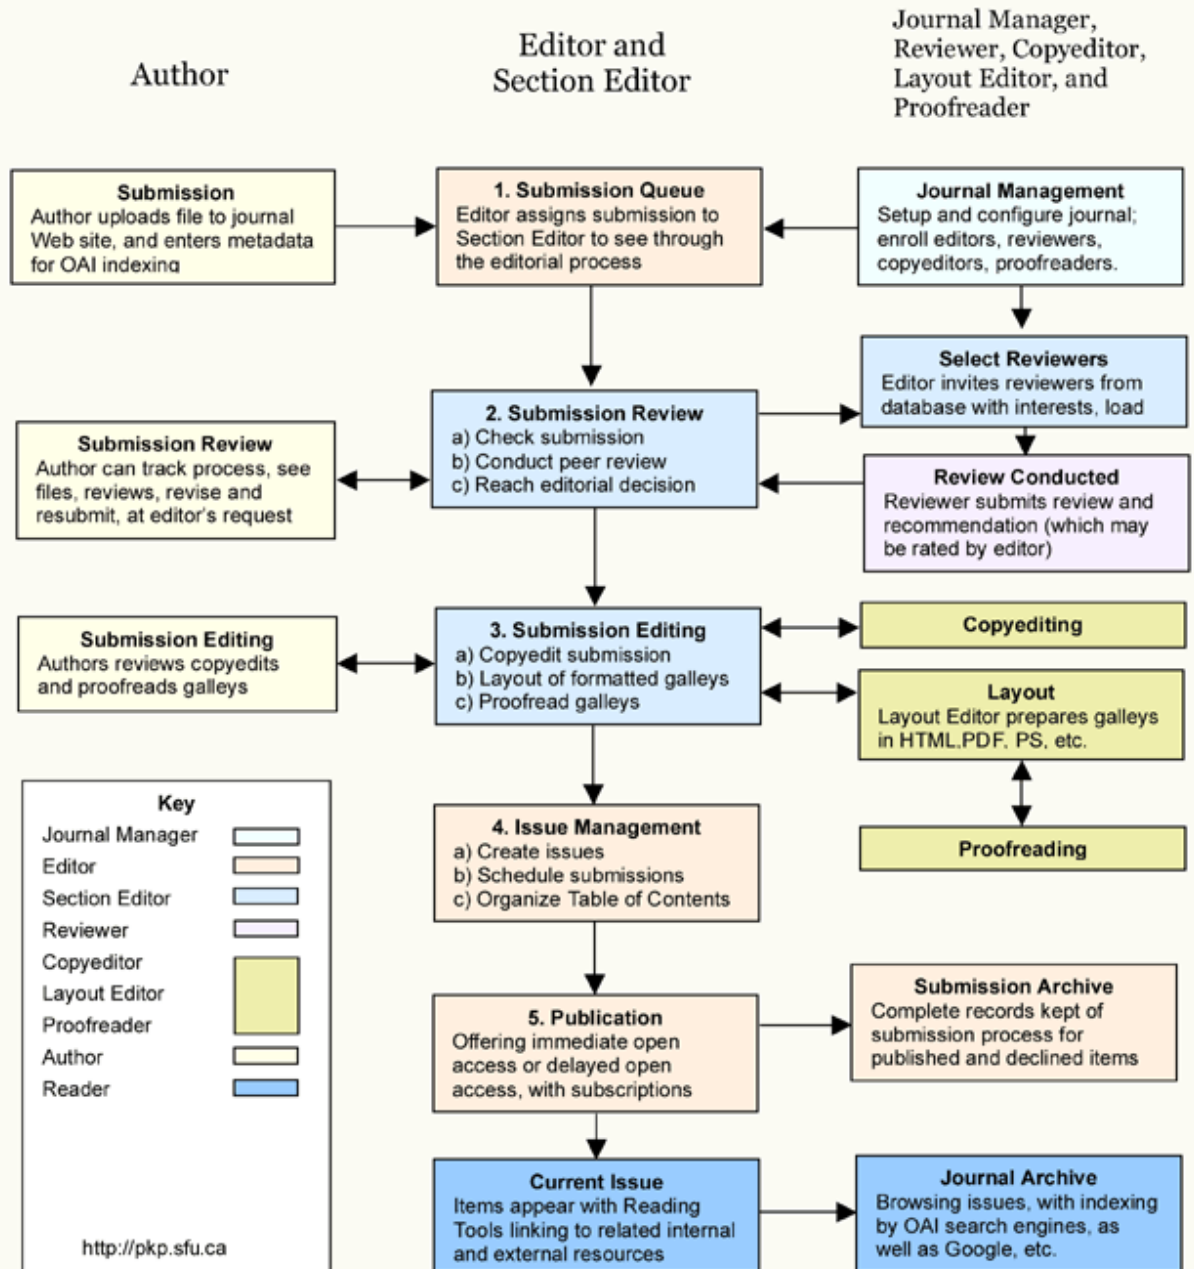 Author
Editor and
Section Editor
Journal Manager,
Reviewer, Copyeditor,
Layout Editor, and
Proofreader
Submission
Author uploads file to journal
Web site, and enters metadata
for OAI indexing
1. Submission Queue
Editor assigns submission to
Section Editor to see through
the editorial process
Journal Management
Setup and configure journal;
enroll editors, reviewers,
copyeditors, proofreaders.
Select Reviewers
Editor invites reviewers from
database with interests, load
2. Submission Review
a) Check submission
b) Conduct peer review
c) Reach editorial decision
Submission Review
Author can track process, see
files, reviews, revise and
resubmit, at editor's request
Review Conducted
Reviewer submits review and
recommendation (which may
be rated by editor)
Submission Editing
Authors reviews copyedits
and proofreads galleys
3. Submission Editing
a) Copyedit submission
b) Layout of formatted galleys
c) Proofread galleys
Copyediting
Layout
Layout Editor prepares galleys
in HTML,PDF, PS, etc.
Proofreading
Key
Journal Manager
Editor
Section Editor
Reviewer
Copyeditor
Layout Editor
Proofreader
Author
Reader
http://pkp.sfu.ca
4. Issue Management
a) Create issues
b) Schedule submissions
c) Organize Table of Contents
5. Publication
Offering immediate open
access or delayed open
access, with subscriptions
Submission Archive
Complete records kept of
submission process for
published and declined items
Current Issue
Items appear with Reading
Tools linking to related internal
and external resources
Journal Archive
Browsing issues, with indexing
by OAI search engines, as
well as Google, etc.